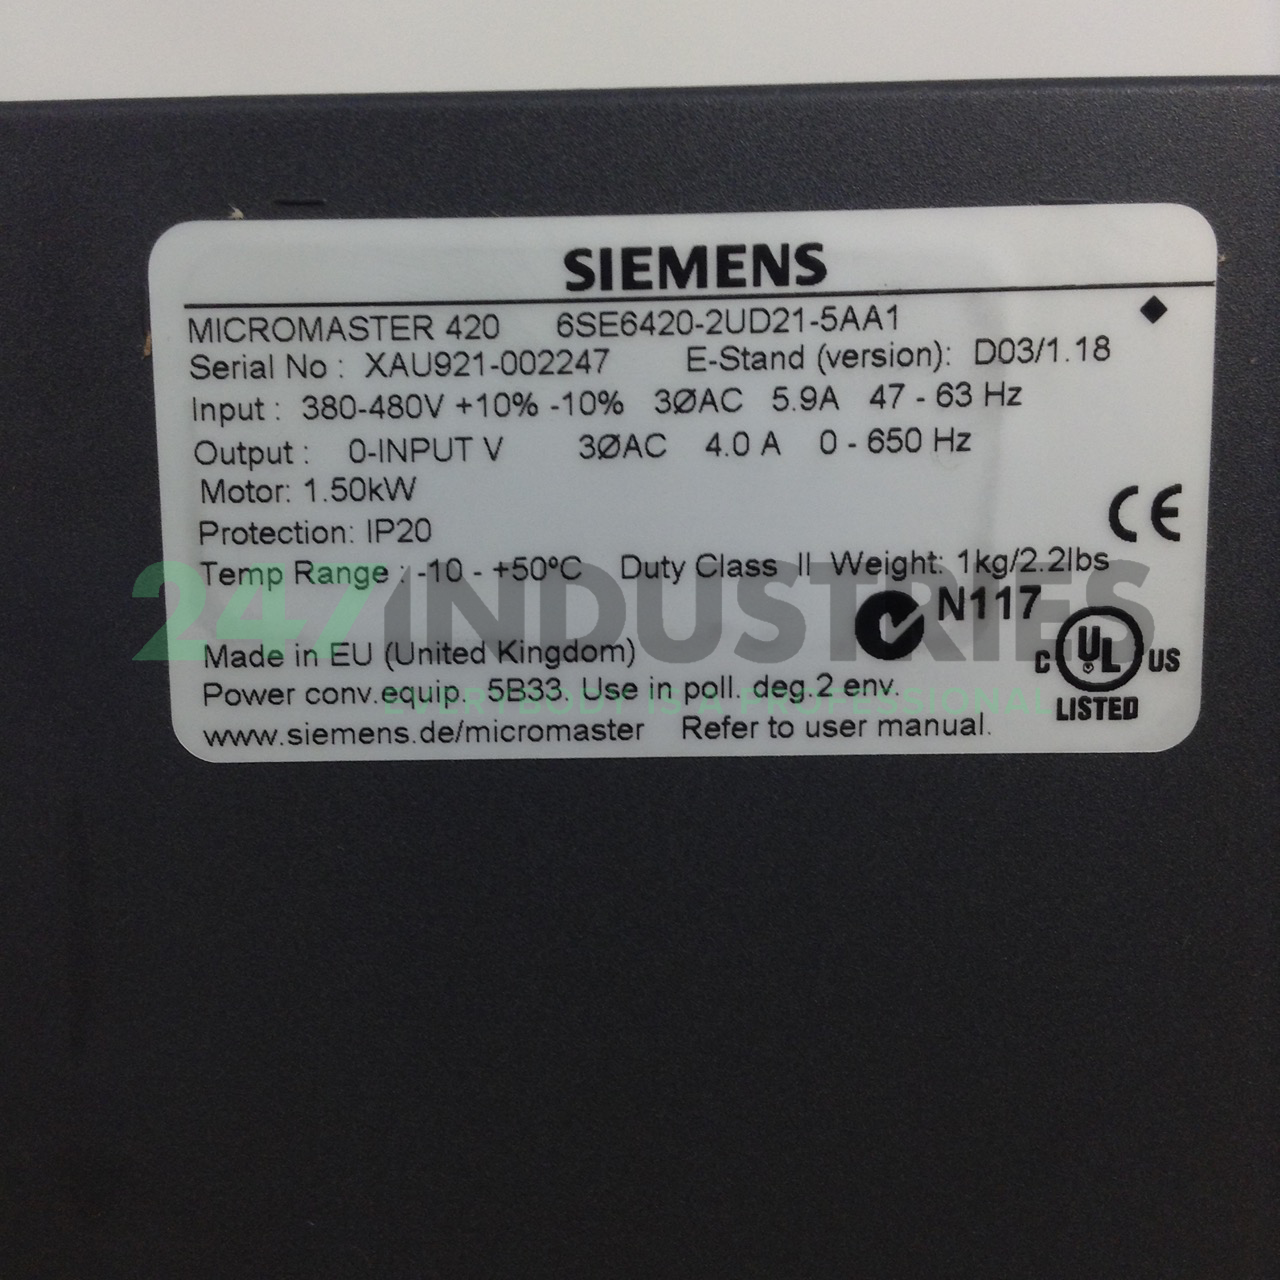 SIEMENS
MICROMASTER 420 6SE6420-2UD21-5AA1
Serial No : XAU921-002247 E-Stand (version): D03/1.18
Input : 380-480V +10% -10% 3ØAC 5.9A 47 - 63 Hz
Output : 0-INPUT V 3ØAC 4.0 A 0 - 650 Hz
Motor: 1.50kW
Protection: IP20
CE
Temp Range : -10 - +50ºC Duty Class II Weight: 1kg/2.2lbs
247INDUSTRIES
N117
Made in EU (United Kingdom)
C UL US
LISTED
Power conv.equip. 5B33. Use in poll. deg.2 env.
EVERYBODY IS A PROFESSIONAL
www.siemens.de/micromaster Refer to user manual.